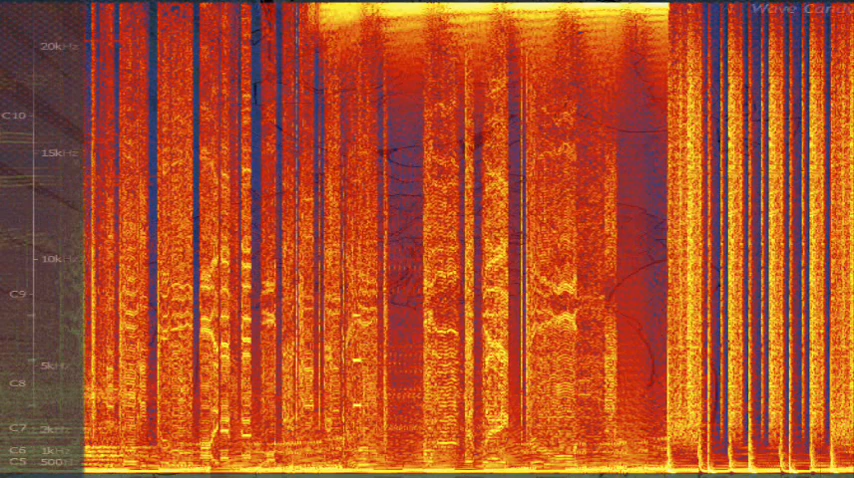 Wave Candy
20kHz
C10
15kHz
10kHz
C9
5kHz
C8
C7 2kHz
C6 1kHz
C5 500Hz